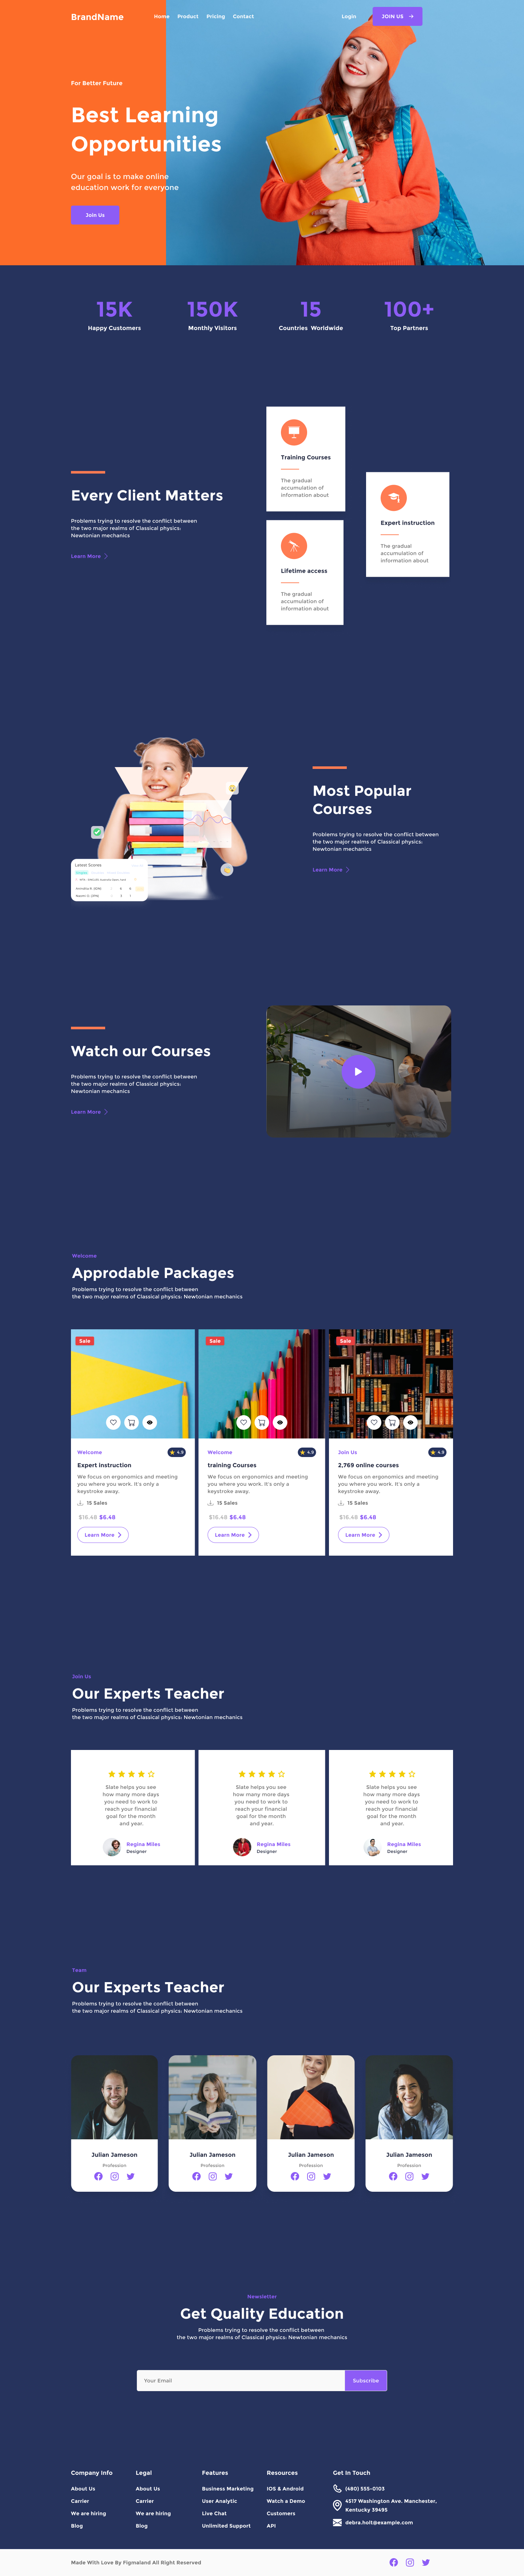 BrandName
Home Product Pricing Contact
Login
JOIN US
For Better Future
Best Learning
Opportunities
Our goal is to make online
education work for everyone
Join Us
15K
Happy Customers
150K
Monthly Visitors
15
Countries Worldwide
100+
Top Partners
Every Client Matters
Problems trying to resolve the conflict between
the two major realms of Classical physics:
Newtonian mechanics
Learn More
Training Courses
The gradual
accumulation of
information about
Expert instruction
The gradual
accumulation of
information about
Lifetime access
The gradual
accumulation of
information about
Latest Scores
Most Popular
Courses
Problems trying to resolve the conflict between
the two major realms of Classical physics:
Newtonian mechanics
Learn More
Watch our Courses
Problems trying to resolve the conflict between
the two major realms of Classical physics:
Newtonian mechanics
Learn More
Welcome
Approdable Packages
Problems trying to resolve the conflict between
the two major realms of Classical physics: Newtonian mechanics
Sale
Welcome
4.9
Expert instruction
We focus on ergonomics and meeting
you where you work. It's only a
keystroke away.
15 Sales
$16.48 $6.48
Learn More
Sale
Welcome
4.9
training Courses
We focus on ergonomics and meeting
you where you work. It's only a
keystroke away.
15 Sales
$16.48 $6.48
Learn More
Sale
Join Us
4.9
2,769 online courses
We focus on ergonomics and meeting
you where you work. It's only a
keystroke away.
15 Sales
$16.48 $6.48
Learn More
Join Us
Our Experts Teacher
Problems trying to resolve the conflict between
the two major realms of Classical physics: Newtonian mechanics
Slate helps you see
how many more days
you need to work to
reach your financial
goal for the month
and year.
Regina Miles
Designer
Slate helps you see
how many more days
you need to work to
reach your financial
goal for the month
and year.
Regina Miles
Designer
Slate helps you see
how many more days
you need to work to
reach your financial
goal for the month
and year.
Regina Miles
Designer
Team
Our Experts Teacher
Problems trying to resolve the conflict between
the two major realms of Classical physics: Newtonian mechanics
Julian Jameson
Profession
Julian Jameson
Profession
Julian Jameson
Profession
Julian Jameson
Profession
Newsletter
Get Quality Education
Problems trying to resolve the conflict between
the two major realms of Classical physics: Newtonian mechanics
Your Email
Subscribe
Company Info
About Us
Carrier
We are hiring
Blog
Legal
About Us
Carrier
We are hiring
Blog
Features
Business Marketing
User Analytic
Live Chat
Unlimited Support
Resources
IOS & Android
Watch a Demo
Customers
API
Get In Touch
(480) 555-0103
4517 Washington Ave. Manchester,
Kentucky 39495
debra.holt@example.com
Made With Love By Figmaland All Right Reserved